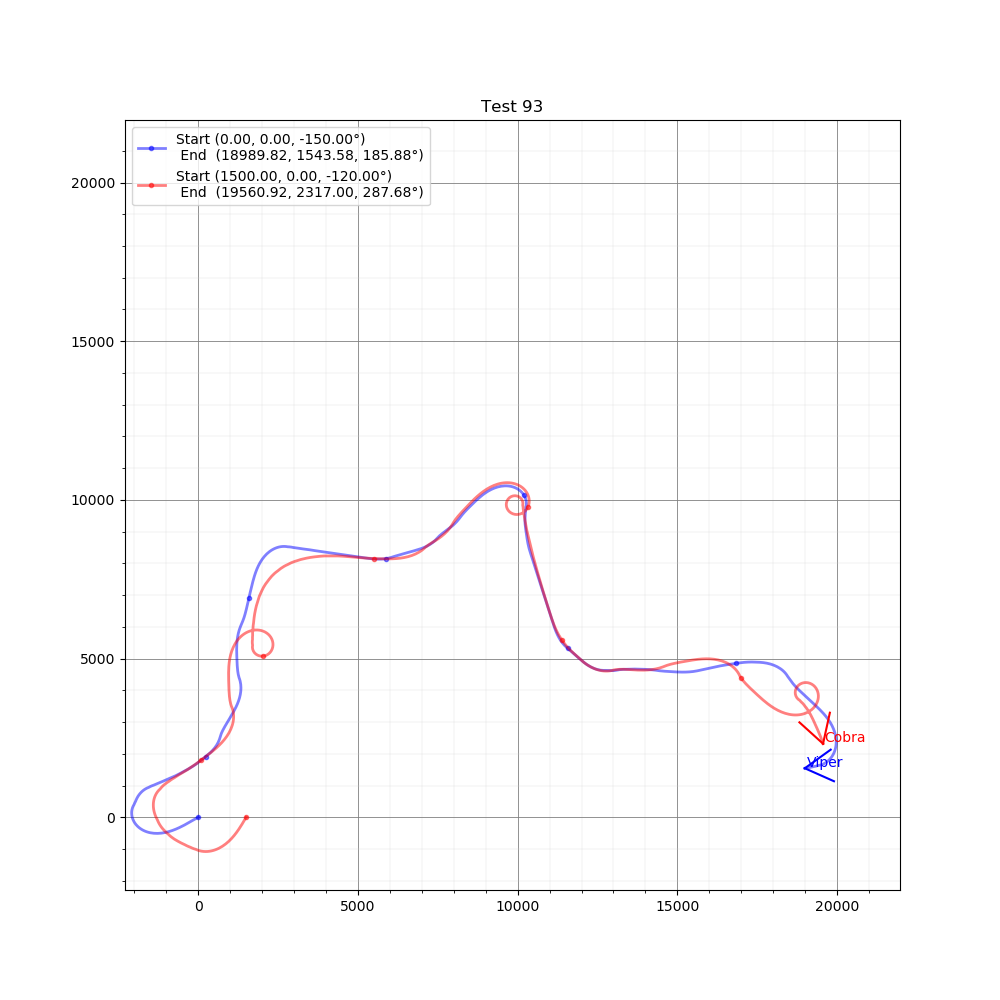 Test 93
Start (0.00, 0.00, -150.00°)
End (18989.82, 1543.58, 185.88°)
Start (1500.00, 0.00, -120.00°)
End (19560.92, 2317.00, 287.68°)
20000
15000
10000
5000
0
Cobra
Viper
0
5000
10000
15000
20000